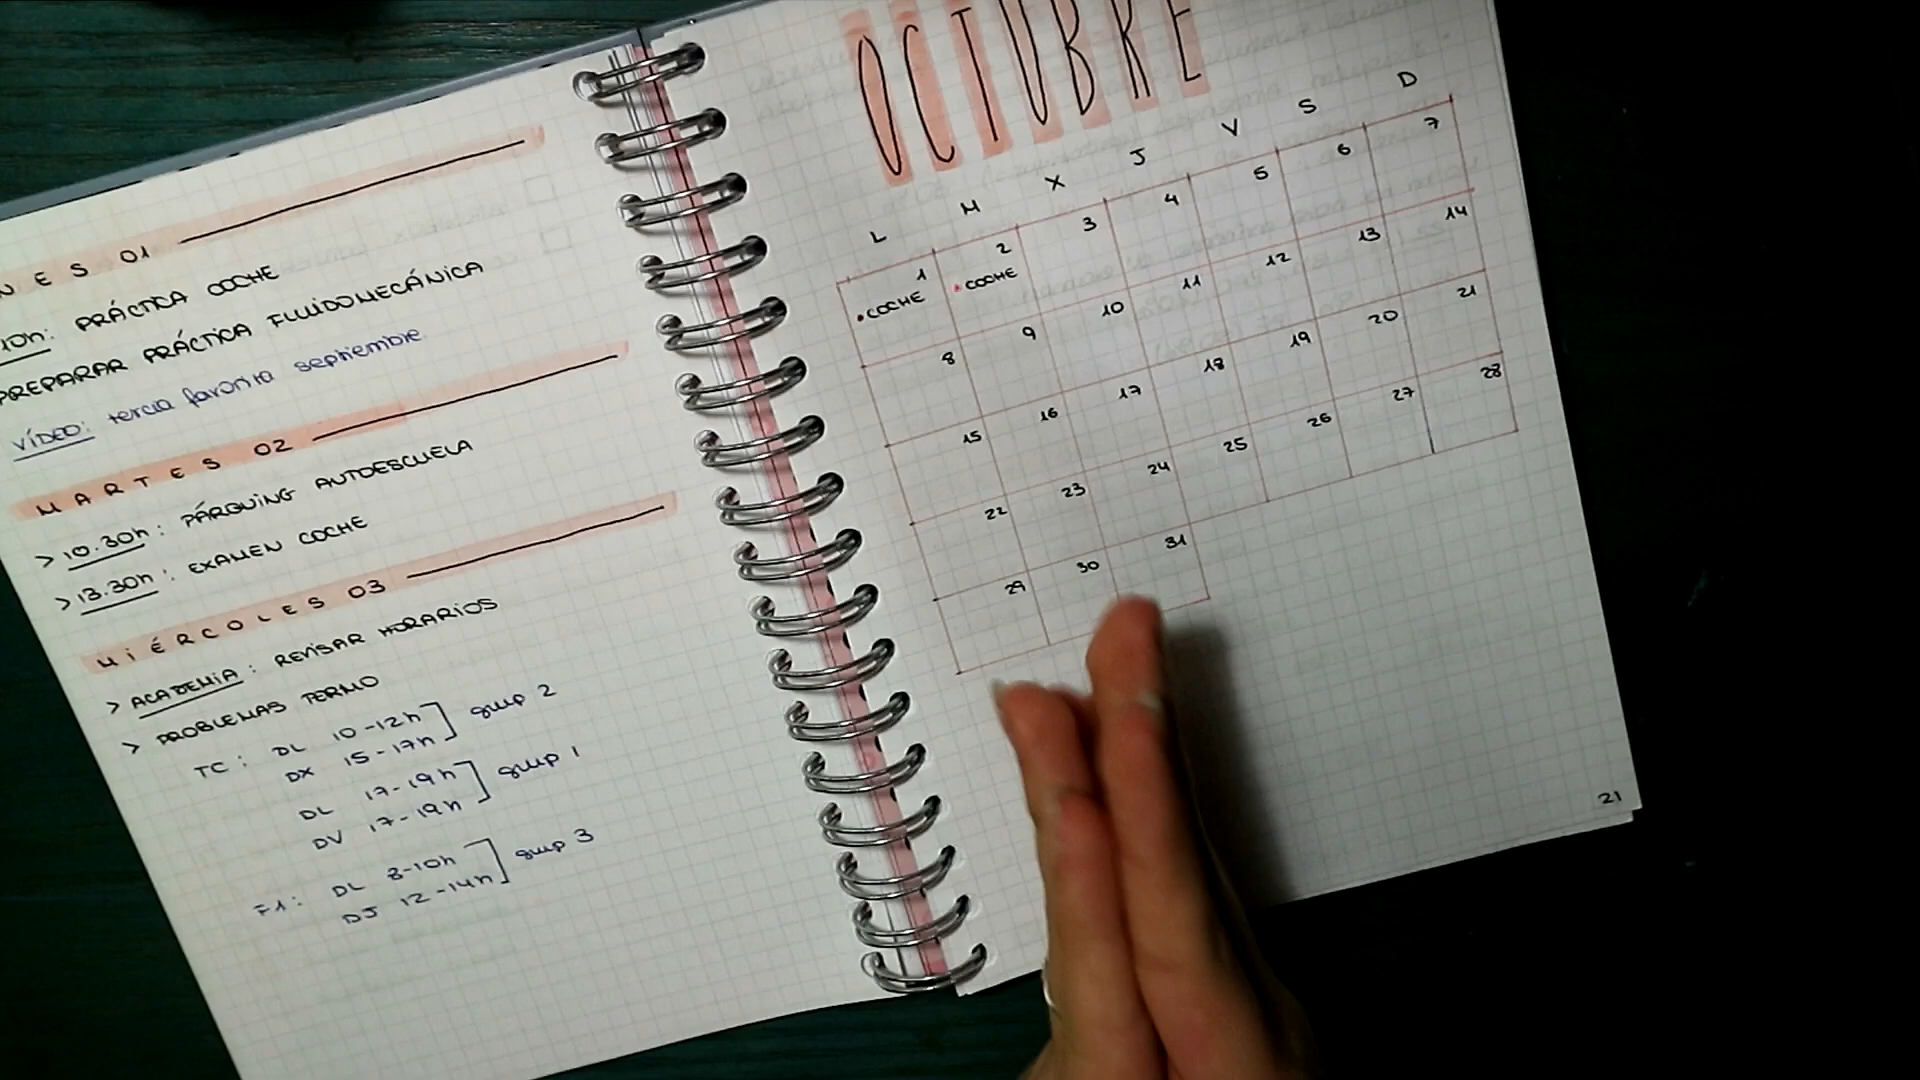 NES 01
10h: PRÁCTICA COCHE
PREPARAR PRÁCTICA FLUIDOMECÁNICA
VÍDEO: favorita septiembre
MARTES 02
> 10.30h: PÁRQUING AUTOESCUELA
> 13.30h: EXAMEN COCHE
MIÉRCOLES 03
> ACADEMIA: REVISAR HORARIOS
> PROBLEMAS TERMO
TC: DL 10-12h] grup 2
DX 15-17h
DL 17-19h] grup 1
DV 17-19h
F1: DL 8-10h] grup 3
DJ 12-14h
OCTUBRE
L M X J V S D
1 2 3 4 5 6 7
• COCHE • COCHE
8 9 10 11 12 13 14
15 16 17 18 19 20 21
22 23 24 25 26 27 28
29 30 31
21